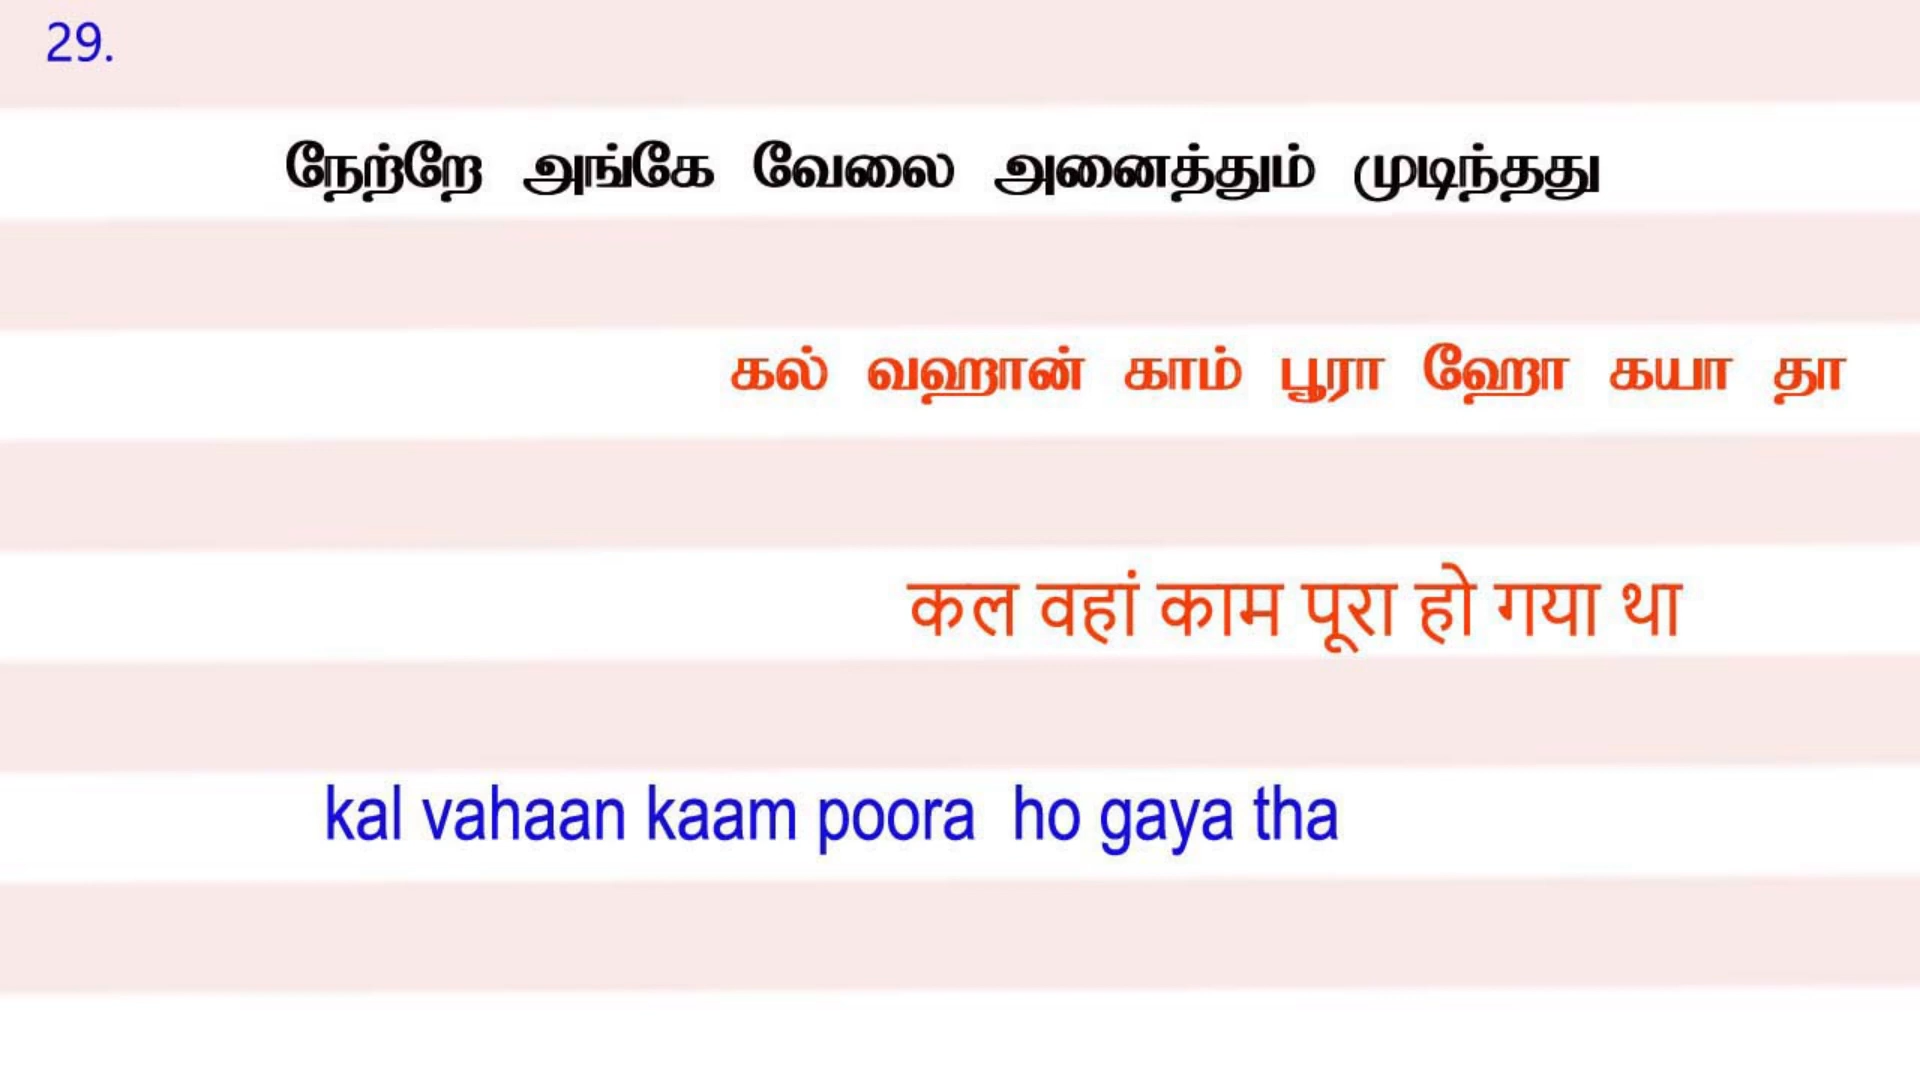 29.
நேற்றே அங்கே வேலை அனைத்தும் முடிந்தது
கல் வஹான் காம் பூரா ஹோ கயா தா
कल वहां काम पूरा हो गया था
kal vahaan kaam poora ho gaya tha